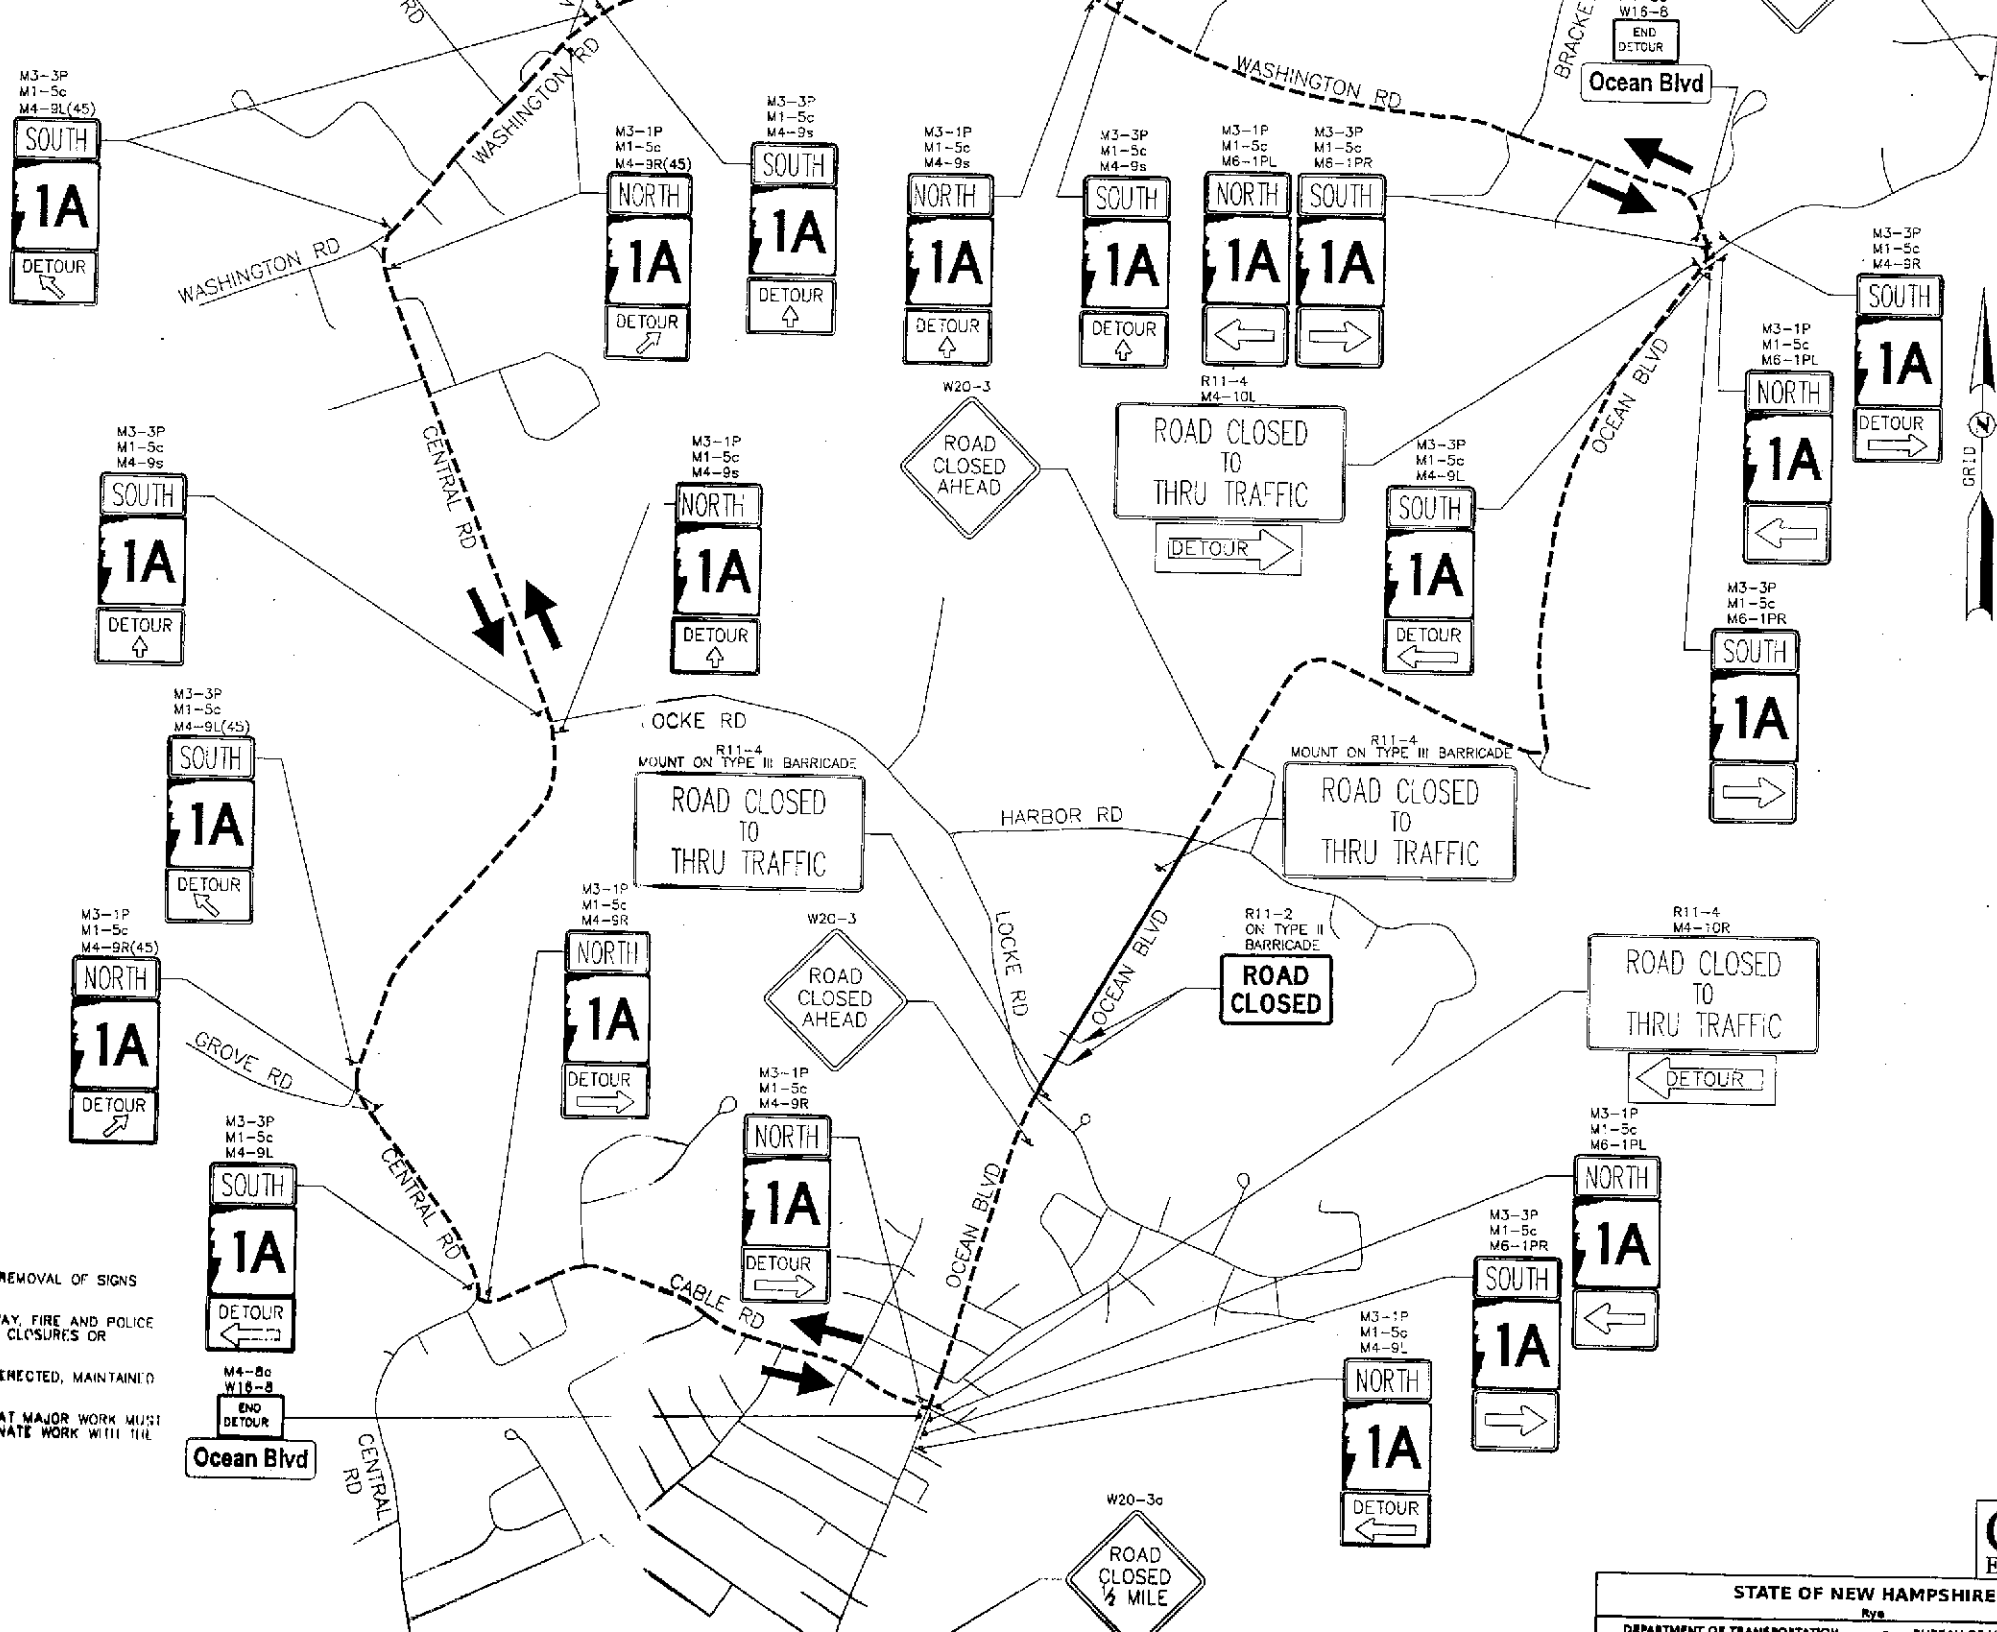 RD
WASHINGTON RD
WASHINGTON RD
BRACKE
W16-8
END
DETOUR
Ocean Blvd
M3-3P
M1-5c
M4-9L(45)
SOUTH
1A
DETOUR
WASHINGTON RD
M3-1P
M1-5c
M4-9R(45)
NORTH
1A
DETOUR
M3-3P
M1-5c
M4-9s
SOUTH
1A
DETOUR
M3-1P
M1-5c
M4-9s
NORTH
1A
DETOUR
M3-3P
M1-5c
M4-9s
SOUTH
1A
DETOUR
M3-1P
M1-5c
M6-1PL
NORTH
1A
M3-3P
M1-5c
M6-1PR
SOUTH
1A
M3-3P
M1-5c
M4-9R
SOUTH
1A
DETOUR
M3-1P
M1-5c
M6-1PL
NORTH
1A
GRID
OCEAN BLVD
W20-3
ROAD
CLOSED
AHEAD
R11-4
M4-10L
ROAD CLOSED
TO
THRU TRAFFIC
DETOUR
M3-3P
M1-5c
M4-9L
SOUTH
1A
DETOUR
M3-3P
M1-5c
M6-1PR
SOUTH
1A
CENTRAL RD
M3-3P
M1-5c
M4-9s
SOUTH
1A
DETOUR
M3-1P
M1-5c
M4-9s
NORTH
1A
DETOUR
M3-3P
M1-5c
M4-9L(45)
SOUTH
1A
DETOUR
OCKE RD
R11-4
MOUNT ON TYPE III BARRICADE
ROAD CLOSED
TO
THRU TRAFFIC
HARBOR RD
R11-4
MOUNT ON TYPE III BARRICADE
ROAD CLOSED
TO
THRU TRAFFIC
M3-1P
M1-5c
M4-9R(45)
NORTH
1A
DETOUR
GROVE RD
M3-1P
M1-5c
M4-9R
NORTH
1A
DETOUR
W20-3
ROAD
CLOSED
AHEAD
LOCKE RD
OCEAN BLVD
R11-2
ON TYPE II
BARRICADE
ROAD
CLOSED
R11-4
M4-10R
ROAD CLOSED
TO
THRU TRAFFIC
DETOUR
M3-3P
M1-5c
M4-9L
SOUTH
1A
DETOUR
CENTRAL RD
M3-1P
M1-5c
M4-9R
NORTH
1A
DETOUR
CABLE RD
OCEAN BLVD
M3-1P
M1-5c
M6-1PL
NORTH
1A
M3-3P
M1-5c
M6-1PR
SOUTH
1A
M3-1P
M1-5c
M4-9L
NORTH
1A
DETOUR
REMOVAL OF SIGNS
AY, FIRE AND POLICE
CLOSURES OR
ERECTED, MAINTAINED
AT MAJOR WORK MUST
NATE WORK WITH THE
M4-8a
W16-8
END
DETOUR
Ocean Blvd
CENTRAL
RD
W20-3a
ROAD
CLOSED
½ MILE
STATE OF NEW HAMPSHIRE
Rye
DEPARTMENT OF TRANSPORTATION